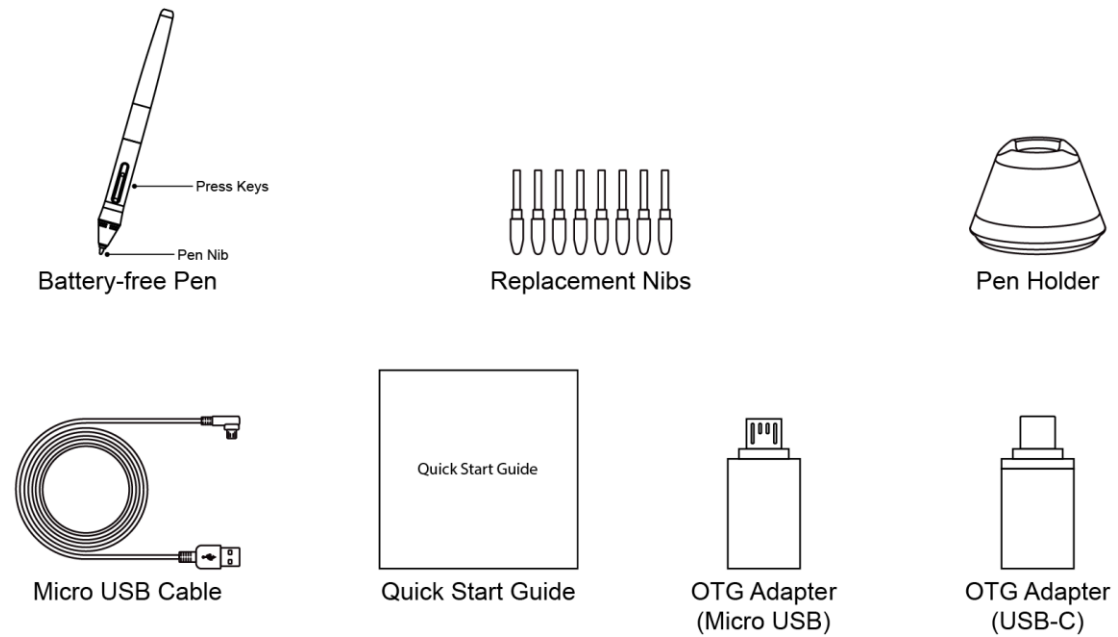 Press Keys
Pen Nib
Battery-free Pen
Replacement Nibs
Pen Holder
Quick Start Guide
Micro USB Cable
Quick Start Guide
OTG Adapter
(Micro USB)
OTG Adapter
(USB-C)